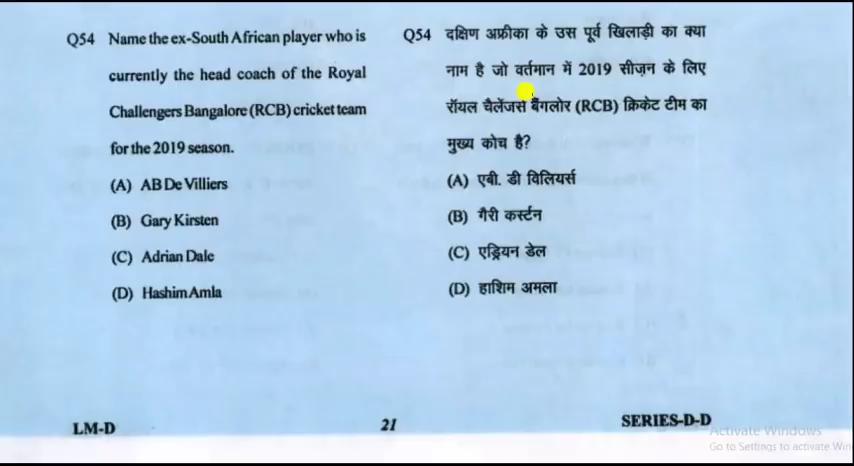 Q54 Name the ex-South African player who is
currently the head coach of the Royal
Challengers Bangalore (RCB) cricket team
for the 2019 season.
(A) AB De Villiers
(B) Gary Kirsten
(C) Adrian Dale
(D) Hashim Amla
Q54 दक्षिण अफ्रीका के उस पूर्व खिलाड़ी का क्या
नाम है जो वर्तमान में 2019 सीज़न के लिए
रॉयल चैलेंजर्स बैंगलोर (RCB) क्रिकेट टीम का
मुख्य कोच है?
(A) एबी. डी विलियर्स
(B) गैरी कर्स्टन
(C) एड्रियन डेल
(D) हाशिम अमला
LM-D
21
SERIES-D-D
Activate Windows
Go to Settings to activate Win